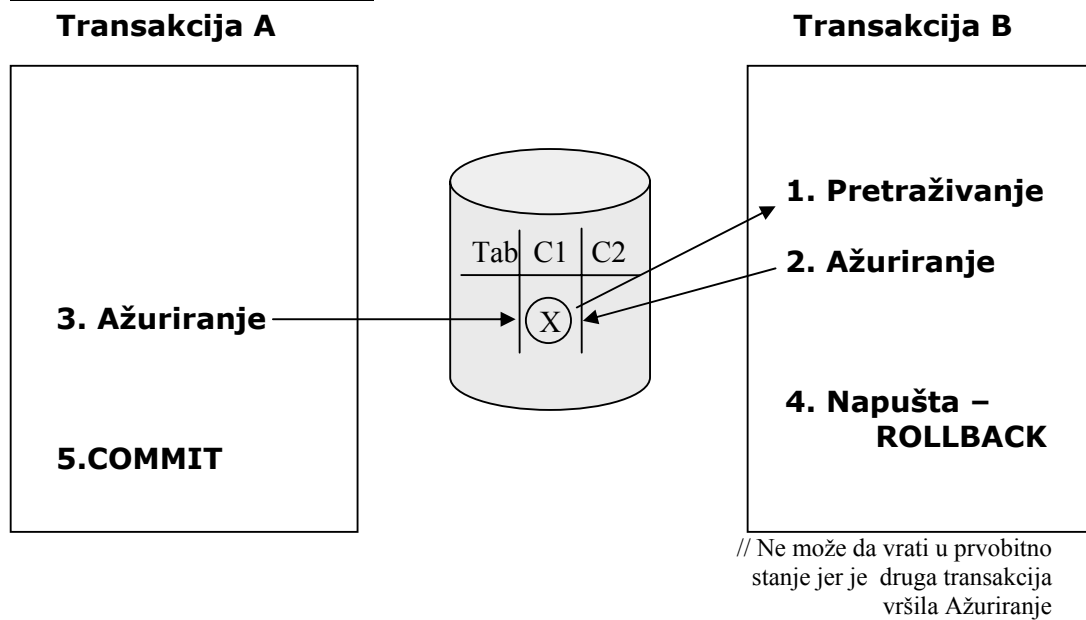 Transakcija A
Transakcija B
1. Pretraživanje
Tab C1 C2
2. Ažuriranje
3. Ažuriranje
X
4. Napušta –
ROLLBACK
5.COMMIT
// Ne može da vrati u prvobitno
stanje jer je druga transakcija
vršila Ažuriranje